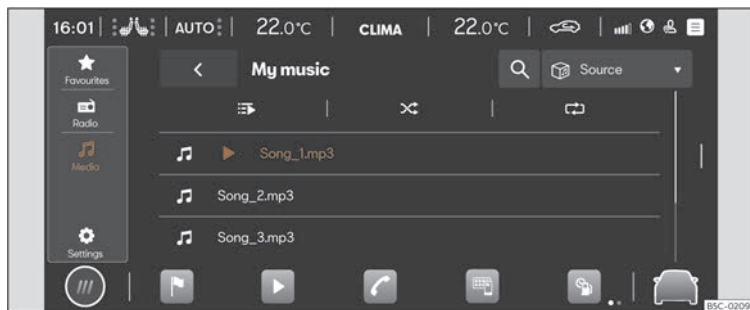 16:01 AUTO 22.0°C CLIMA 22.0°C
Favourites
My music
Source
Radio
Media
Song_1.mp3
Song_2.mp3
Song_3.mp3
Settings
BSC-0209